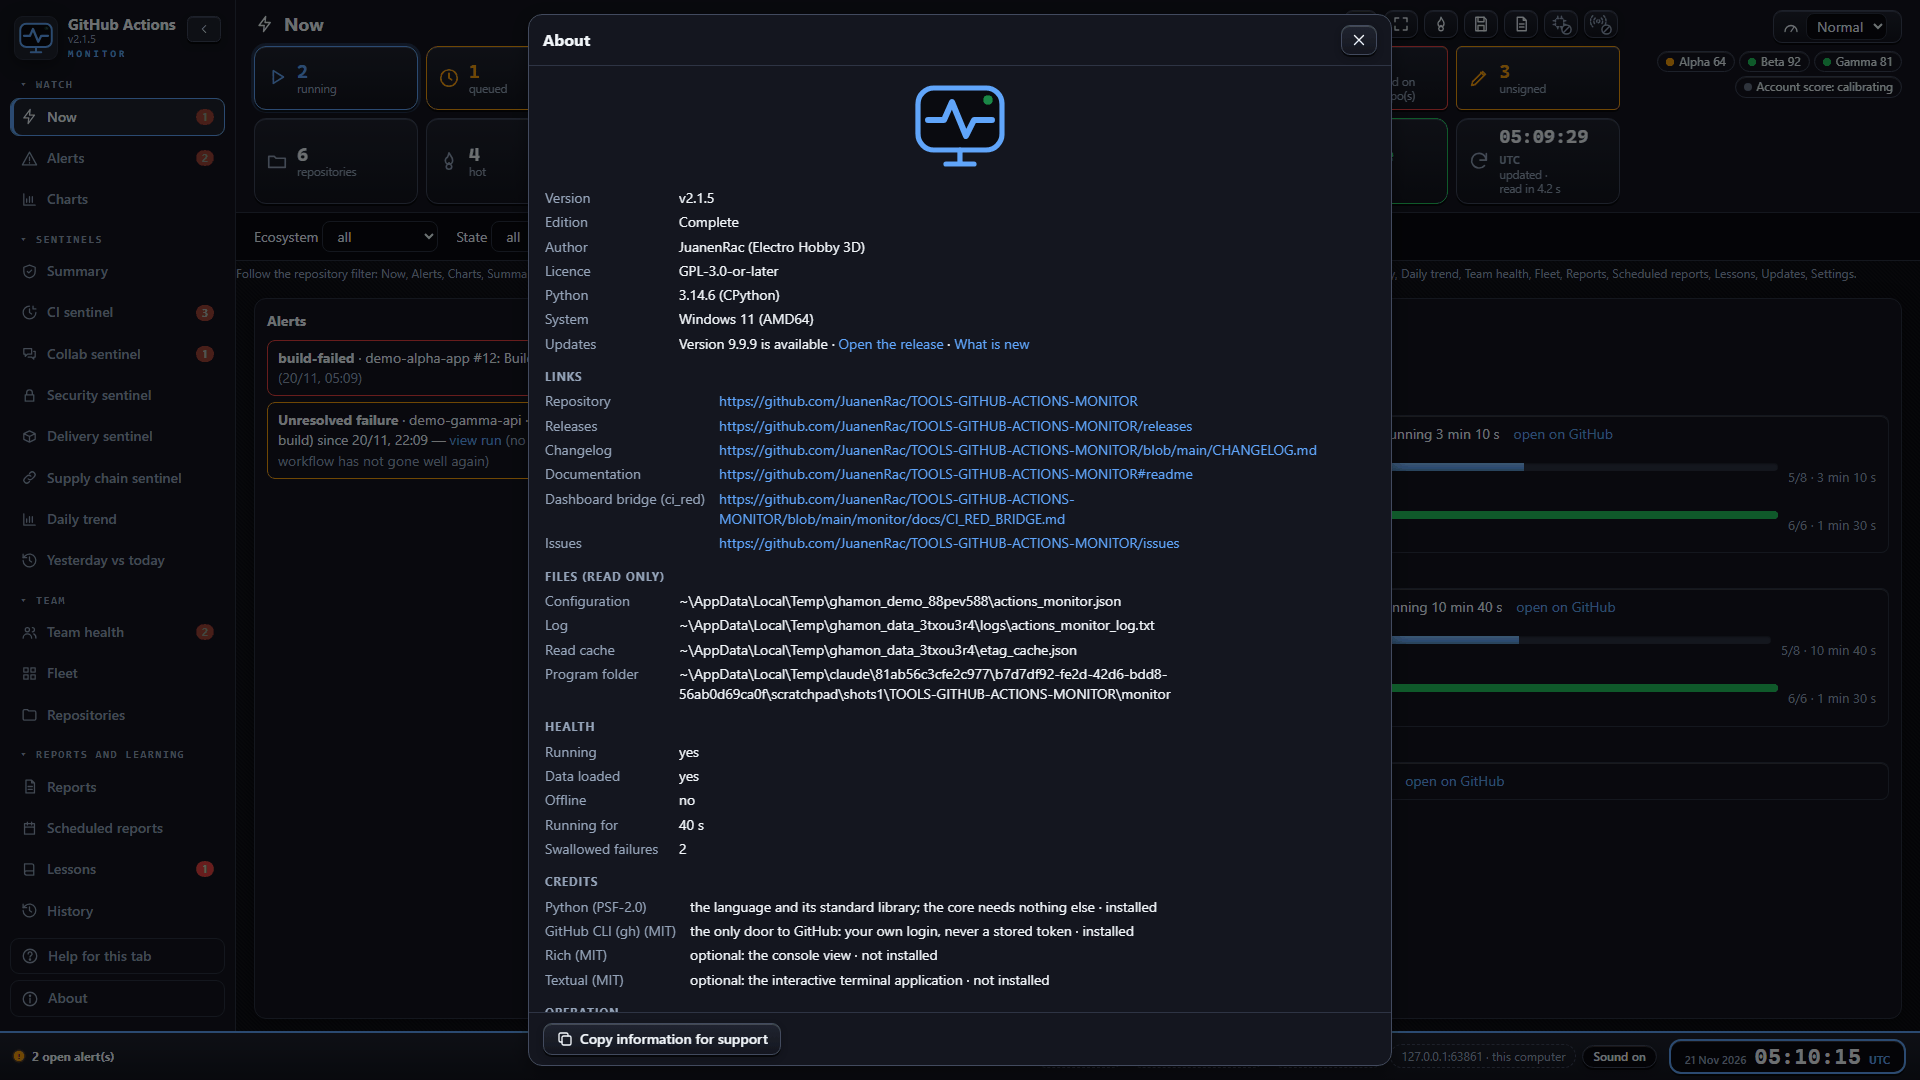 GitHub Actions
v2.1.5
MONITOR
WATCH
Now 1
Alerts 2
Charts
SENTINELS
Summary
CI sentinel 3
Collab sentinel 1
Security sentinel
Delivery sentinel
Supply chain sentinel
Daily trend
Yesterday vs today
TEAM
Team health 2
Fleet
Repositories
REPORTS AND LEARNING
Reports
Scheduled reports
Lessons 1
History
Help for this tab
About
2 open alert(s)
Now
2
running
1
queued
6
repositories
4
hot
Ecosystem all State all
Follow the repository filter: Now, Alerts, Charts, Summa
Alerts
build-failed · demo-alpha-app #12: Buil
(20/11, 05:09)
Unresolved failure · demo-gamma-api ·
build) since 20/11, 22:09 — view run (no
workflow has not gone well again)
About
Version v2.1.5
Edition Complete
Author JuanenRac (Electro Hobby 3D)
Licence GPL-3.0-or-later
Python 3.14.6 (CPython)
System Windows 11 (AMD64)
Updates Version 9.9.9 is available · Open the release · What is new
LINKS
Repository https://github.com/JuanenRac/TOOLS-GITHUB-ACTIONS-MONITOR
Releases https://github.com/JuanenRac/TOOLS-GITHUB-ACTIONS-MONITOR/releases
Changelog https://github.com/JuanenRac/TOOLS-GITHUB-ACTIONS-MONITOR/blob/main/CHANGELOG.md
Documentation https://github.com/JuanenRac/TOOLS-GITHUB-ACTIONS-MONITOR#readme
Dashboard bridge (ci_red) https://github.com/JuanenRac/TOOLS-GITHUB-ACTIONS-
MONITOR/blob/main/monitor/docs/CI_RED_BRIDGE.md
Issues https://github.com/JuanenRac/TOOLS-GITHUB-ACTIONS-MONITOR/issues
FILES (READ ONLY)
Configuration ~\AppData\Local\Temp\ghamon_demo_88pev588\actions_monitor.json
Log ~\AppData\Local\Temp\ghamon_data_3txou3r4\logs\actions_monitor_log.txt
Read cache ~\AppData\Local\Temp\ghamon_data_3txou3r4\etag_cache.json
Program folder ~\AppData\Local\Temp\claude\81ab56c3cfe2c977\b7d7df92-fe2d-42d6-bdd8-
56ab0d69ca0f\scratchpad\shots1\TOOLS-GITHUB-ACTIONS-MONITOR\monitor
HEALTH
Running yes
Data loaded yes
Offline no
Running for 40 s
Swallowed failures 2
CREDITS
Python (PSF-2.0) the language and its standard library; the core needs nothing else · installed
GitHub CLI (gh) (MIT) the only door to GitHub: your own login, never a stored token · installed
Rich (MIT) optional: the console view · not installed
Textual (MIT) optional: the interactive terminal application · not installed
OPERATION
Copy information for support
Normal
d on
oo(s)
3
unsigned
05:09:29
UTC
updated ·
read in 4.2 s
Alpha 64 Beta 92 Gamma 81
Account score: calibrating
, Daily trend, Team health, Fleet, Reports, Scheduled reports, Lessons, Updates, Settings.
unning 3 min 10 s open on GitHub
5/8 · 3 min 10 s
6/6 · 1 min 30 s
nning 10 min 40 s open on GitHub
5/8 · 10 min 40 s
6/6 · 1 min 30 s
open on GitHub
127.0.0.1:63861 · this computer Sound on 21 Nov 2026 05:10:15 UTC